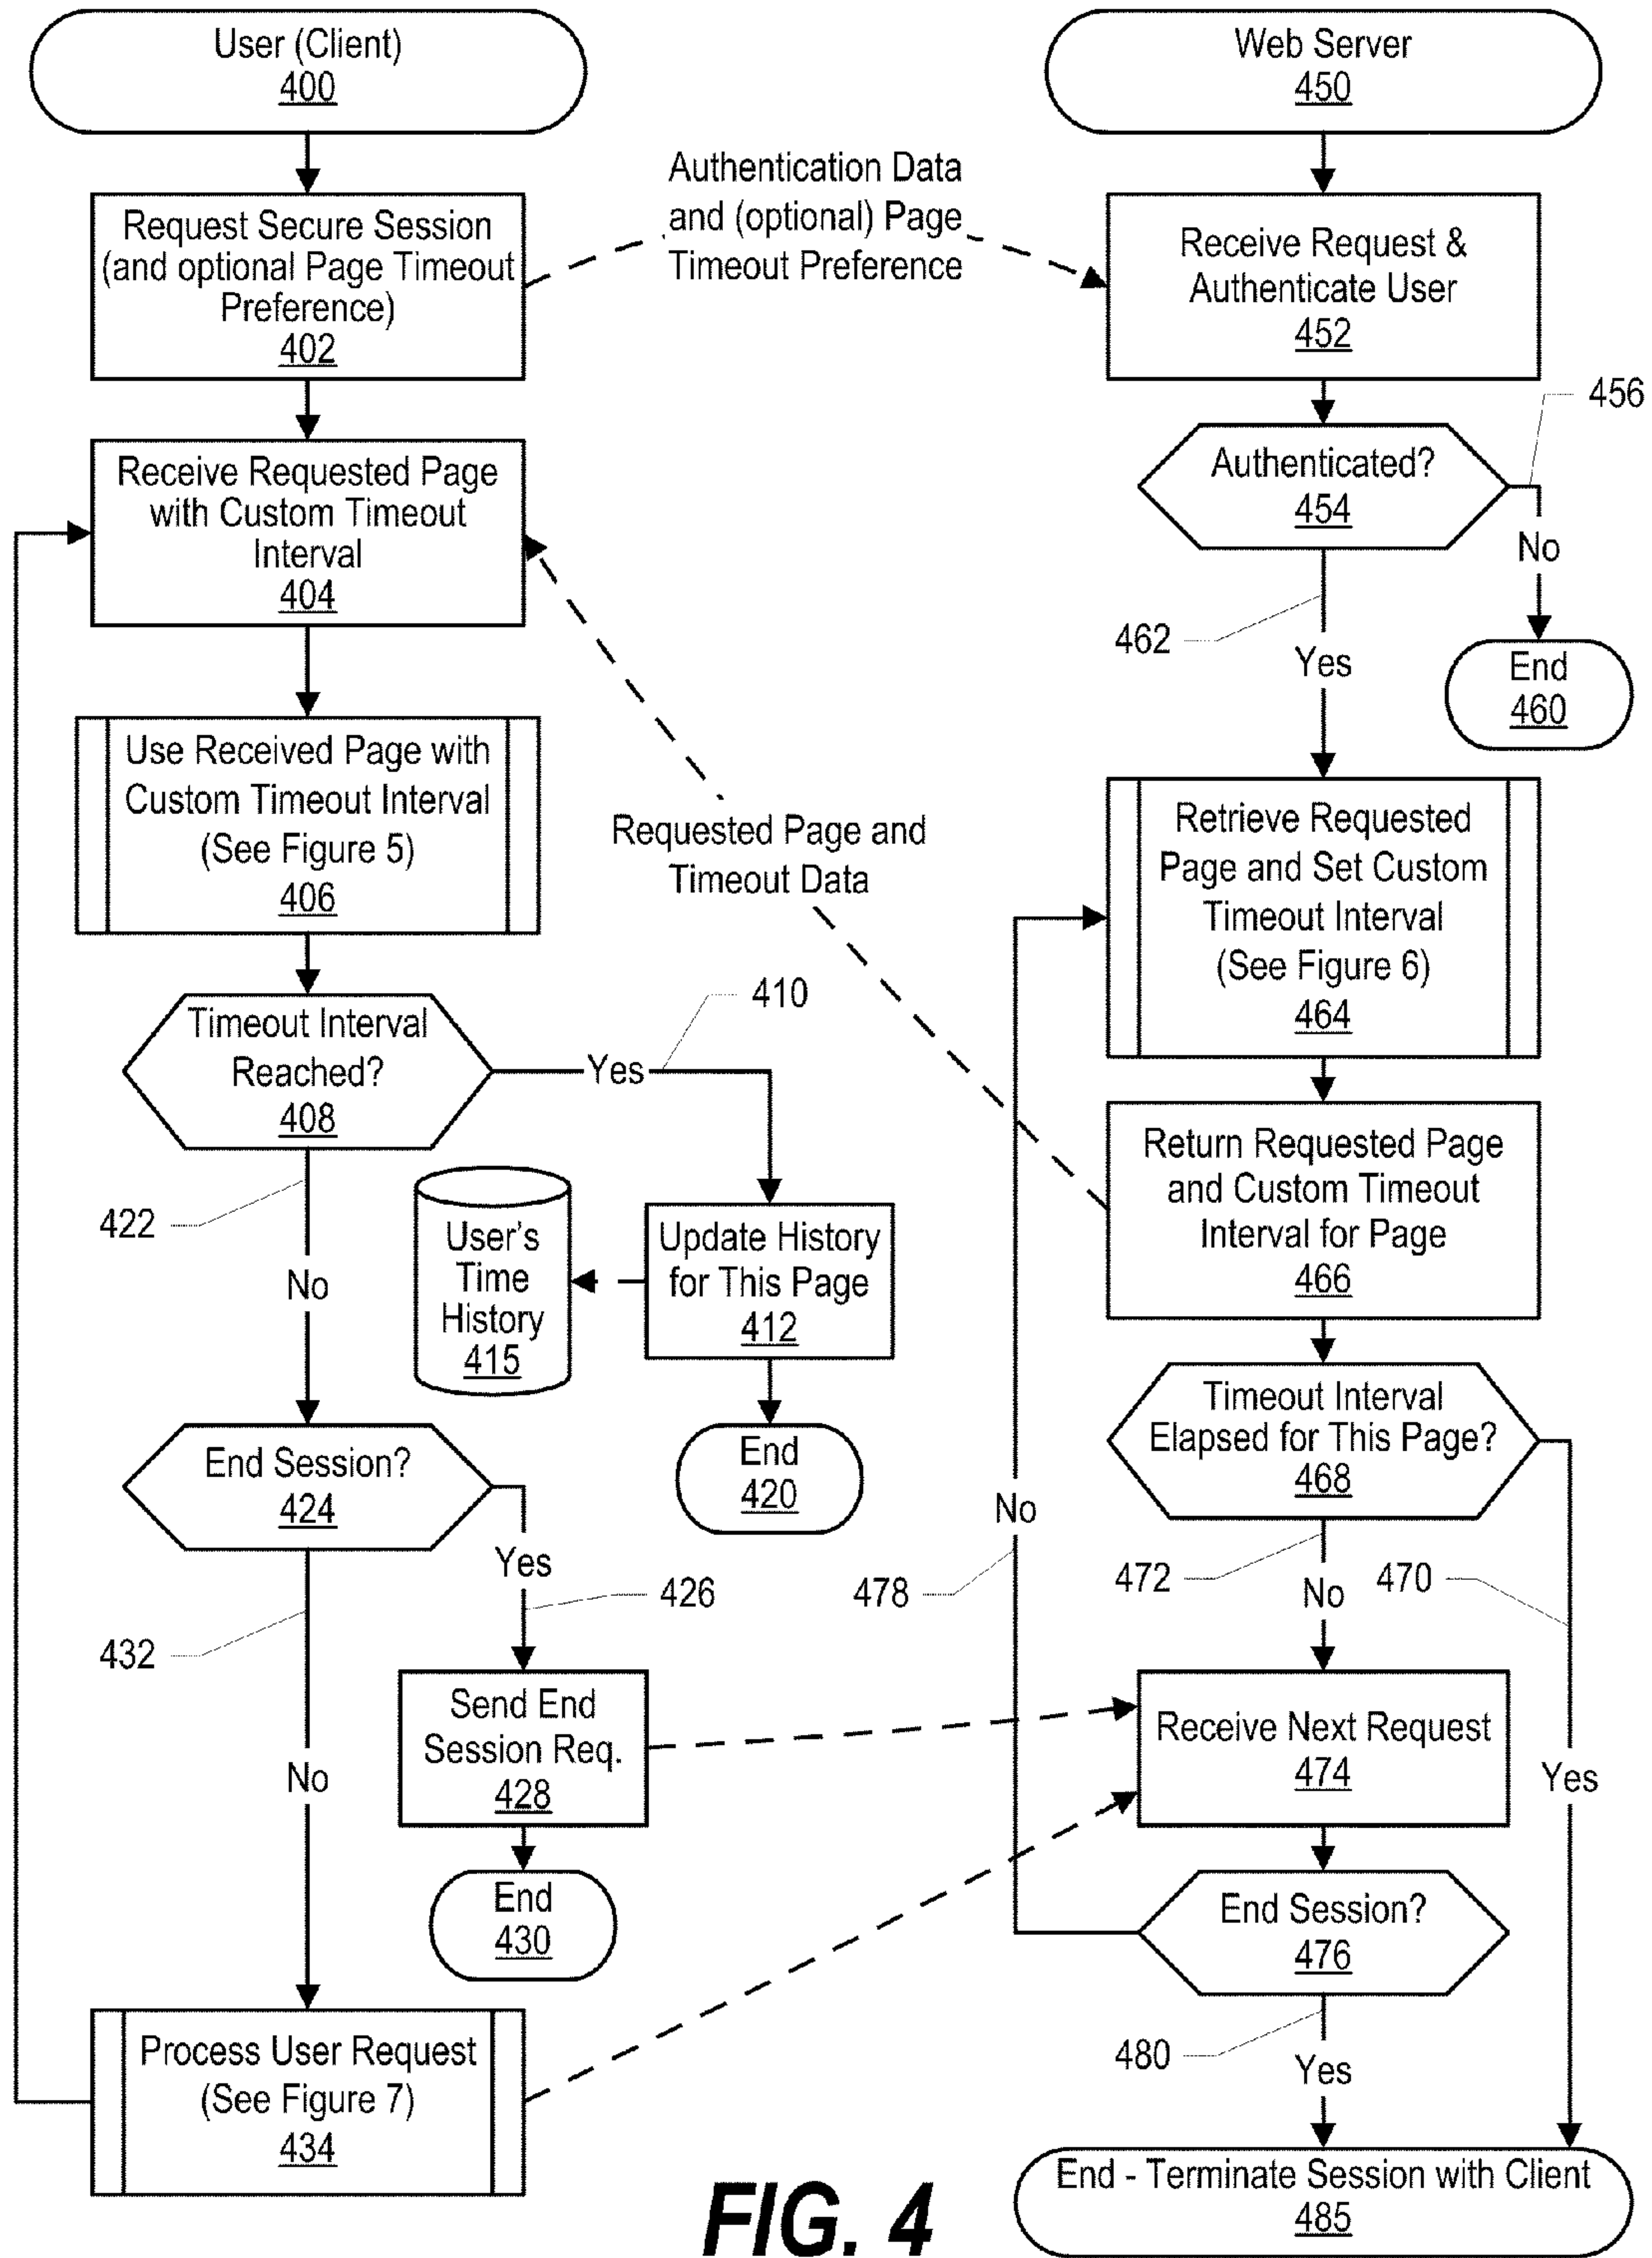 User (Client)
400
Request Secure Session
(and optional Page Timeout
Preference)
402
Receive Requested Page
with Custom Timeout
Interval
404
Use Received Page with
Custom Timeout Interval
(See Figure 5)
406
Timeout Interval
Reached?
408
Yes
410
422
No
User's
Time
History
415
Update History
for This Page
412
End
420
End Session?
424
Yes
426
432
No
Send End
Session Req.
428
End
430
Process User Request
(See Figure 7)
434
Authentication Data
and (optional) Page
Timeout Preference
Requested Page and
Timeout Data
Web Server
450
Receive Request &
Authenticate User
452
Authenticated?
454
456
No
End
460
462
Yes
Retrieve Requested
Page and Set Custom
Timeout Interval
(See Figure 6)
464
Return Requested Page
and Custom Timeout
Interval for Page
466
Timeout Interval
Elapsed for This Page?
468
472
No
470
Yes
Receive Next Request
474
End Session?
476
No
478
480
Yes
End - Terminate Session with Client
485
FIG. 4